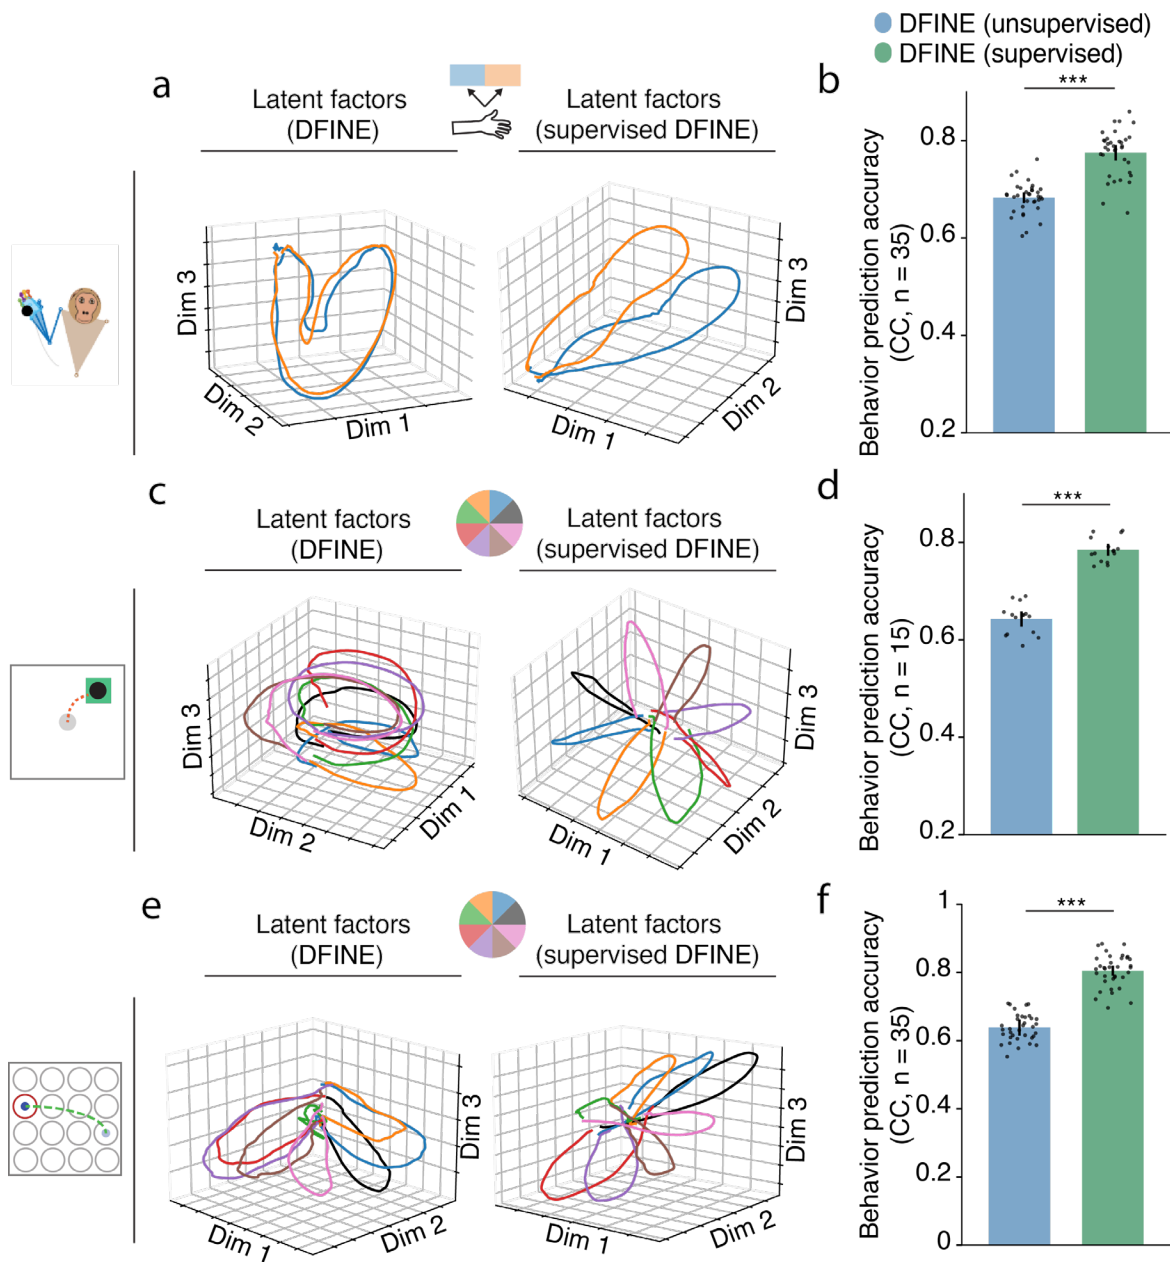 DFINE (unsupervised)
DFINE (supervised)
a
Latent factors
(DFINE)
Latent factors
(supervised DFINE)
Dim 3
Dim 2
Dim 1
Dim 3
Dim 1
Dim 2
b
***
Behavior prediction accuracy
(CC, n = 35)
0.8
0.6
0.4
0.2
c
Latent factors
(DFINE)
Latent factors
(supervised DFINE)
Dim 3
Dim 2
Dim 1
Dim 3
Dim 1
Dim 2
d
***
Behavior prediction accuracy
(CC, n = 15)
0.8
0.6
0.4
0.2
e
Latent factors
(DFINE)
Latent factors
(supervised DFINE)
Dim 1
Dim 2
Dim 3
Dim 1
Dim 2
Dim 3
f
***
Behavior prediction accuracy
(CC, n = 35)
1
0.8
0.6
0.4
0.2
0